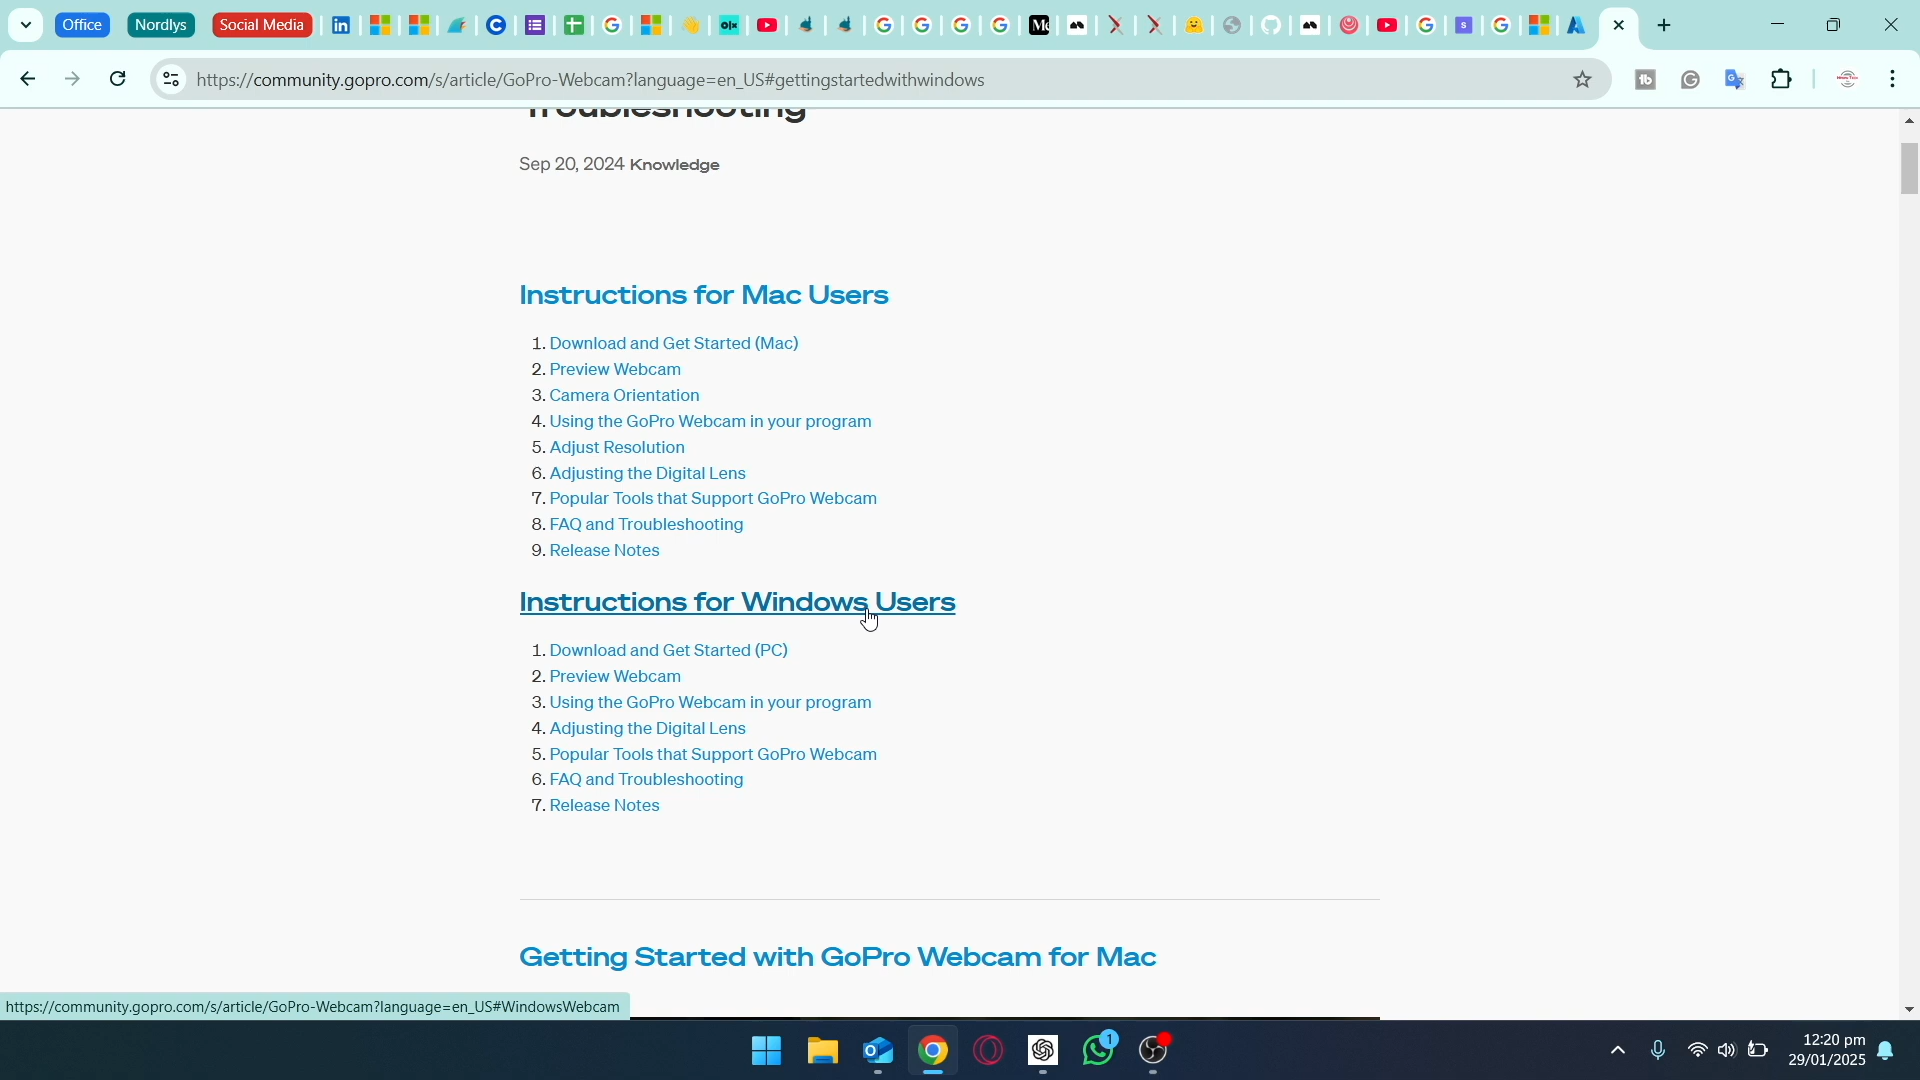 Office
Nordlys
Social Media
https://community.gopro.com/s/article/GoPro-Webcam?language=en_US#gettingstartedwithwindows
Troubleshooting
Sep 20, 2024 Knowledge
Instructions for Mac Users
1. Download and Get Started (Mac)
2. Preview Webcam
3. Camera Orientation
4. Using the GoPro Webcam in your program
5. Adjust Resolution
6. Adjusting the Digital Lens
7. Popular Tools that Support GoPro Webcam
8. FAQ and Troubleshooting
9. Release Notes
Instructions for Windows Users
1. Download and Get Started (PC)
2. Preview Webcam
3. Using the GoPro Webcam in your program
4. Adjusting the Digital Lens
5. Popular Tools that Support GoPro Webcam
6. FAQ and Troubleshooting
7. Release Notes
Getting Started with GoPro Webcam for Mac
https://community.gopro.com/s/article/GoPro-Webcam?language=en_US#WindowsWebcam
1
12:20 pm
29/01/2025